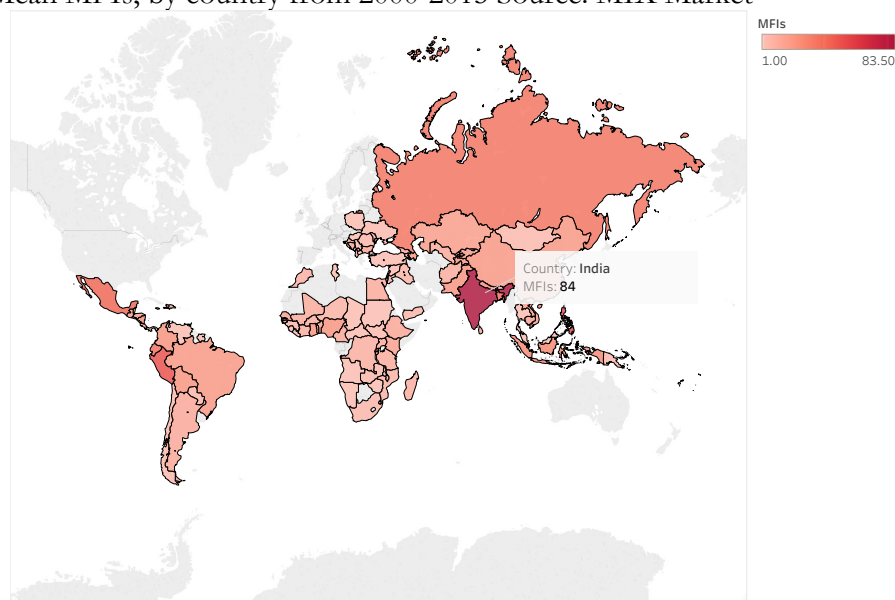 Mean MFIs, by country from 2000-2015 Source: MIX Market
MFIs
1.00 83.50
Country: India
MFIs: 84